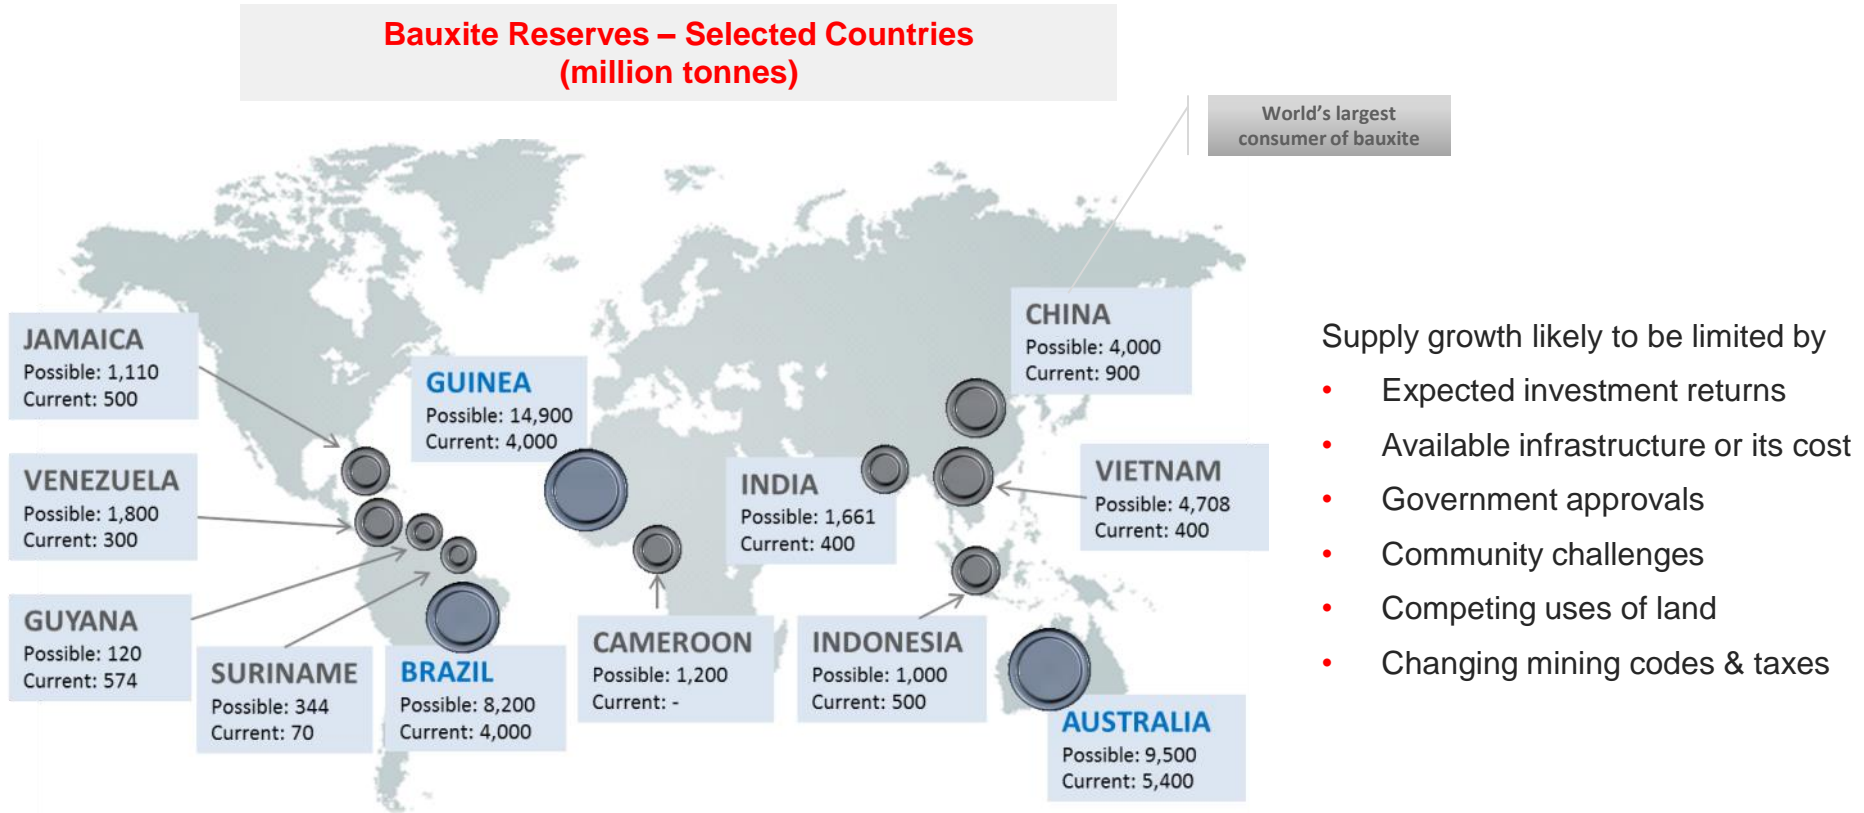 Bauxite Reserves – Selected Countries
(million tonnes)
World's largest
consumer of bauxite
JAMAICA
Possible: 1,110
Current: 500
VENEZUELA
Possible: 1,800
Current: 300
GUYANA
Possible: 120
Current: 574
SURINAME
Possible: 344
Current: 70
BRAZIL
Possible: 8,200
Current: 4,000
GUINEA
Possible: 14,900
Current: 4,000
CAMEROON
Possible: 1,200
Current: -
INDIA
Possible: 1,661
Current: 400
CHINA
Possible: 4,000
Current: 900
VIETNAM
Possible: 4,708
Current: 400
INDONESIA
Possible: 1,000
Current: 500
AUSTRALIA
Possible: 9,500
Current: 5,400
Supply growth likely to be limited by
• Expected investment returns
• Available infrastructure or its cost
• Government approvals
• Community challenges
• Competing uses of land
• Changing mining codes & taxes